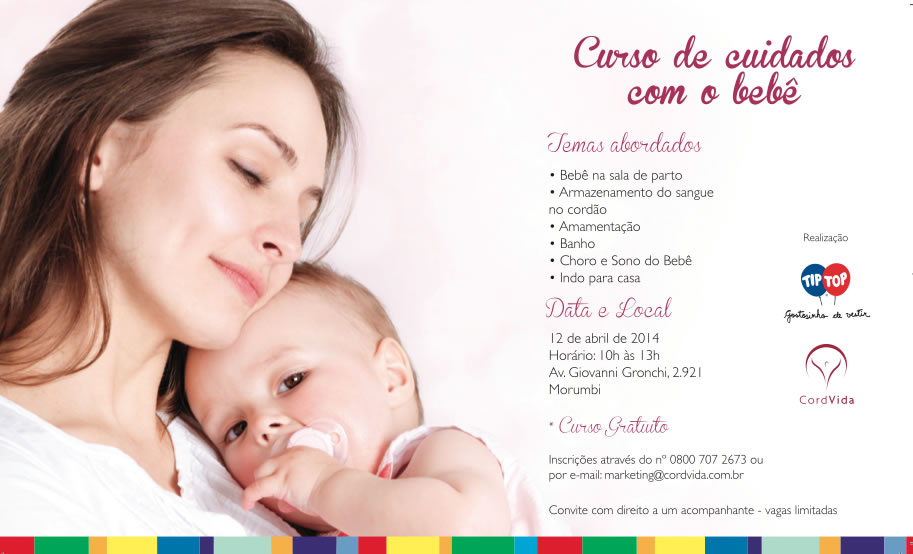 Curso de cuidados
com o bebê
Temas abordados
• Bebê na sala de parto
• Armazenamento do sangue
no cordão
• Amamentação
• Banho
• Choro e Sono do Bebê
• Indo para casa
Data e Local
12 de abril de 2014
Horário: 10h às 13h
Av. Giovanni Gronchi, 2.921
Morumbi
* Curso Gratiuto
Inscrições através do nº 0800 707 2673 ou
por e-mail: marketing@cordvida.com.br
Convite com direito a um acompanhante - vagas limitadas
Realização
TIP TOP
Gostosinho de vestir
CordVida